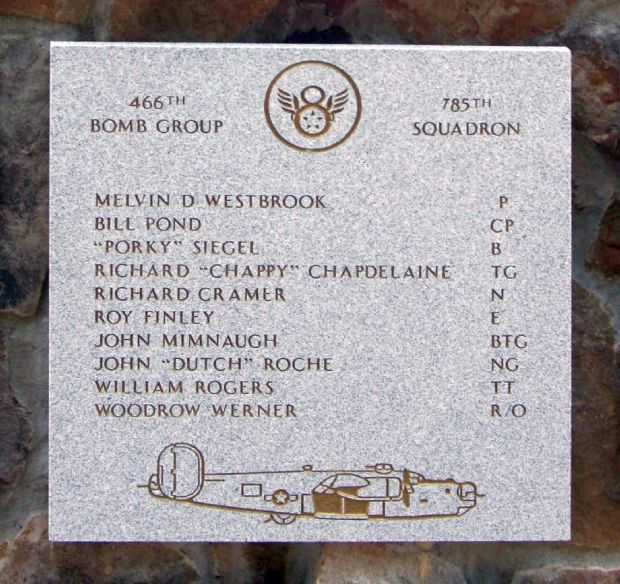 466TH
BOMB GROUP
785TH
SQUADRON
MELVIN D WESTBROOK P
BILL POND CP
"PORKY" SIEGEL B
RICHARD "CHAPPY" CHAPDELAINE TG
RICHARD CRAMER N
ROY FINLEY E
JOHN MIMNAUGH BTG
JOHN "DUTCH" ROCHE NG
WILLIAM ROGERS TT
WOODROW WERNER R/O